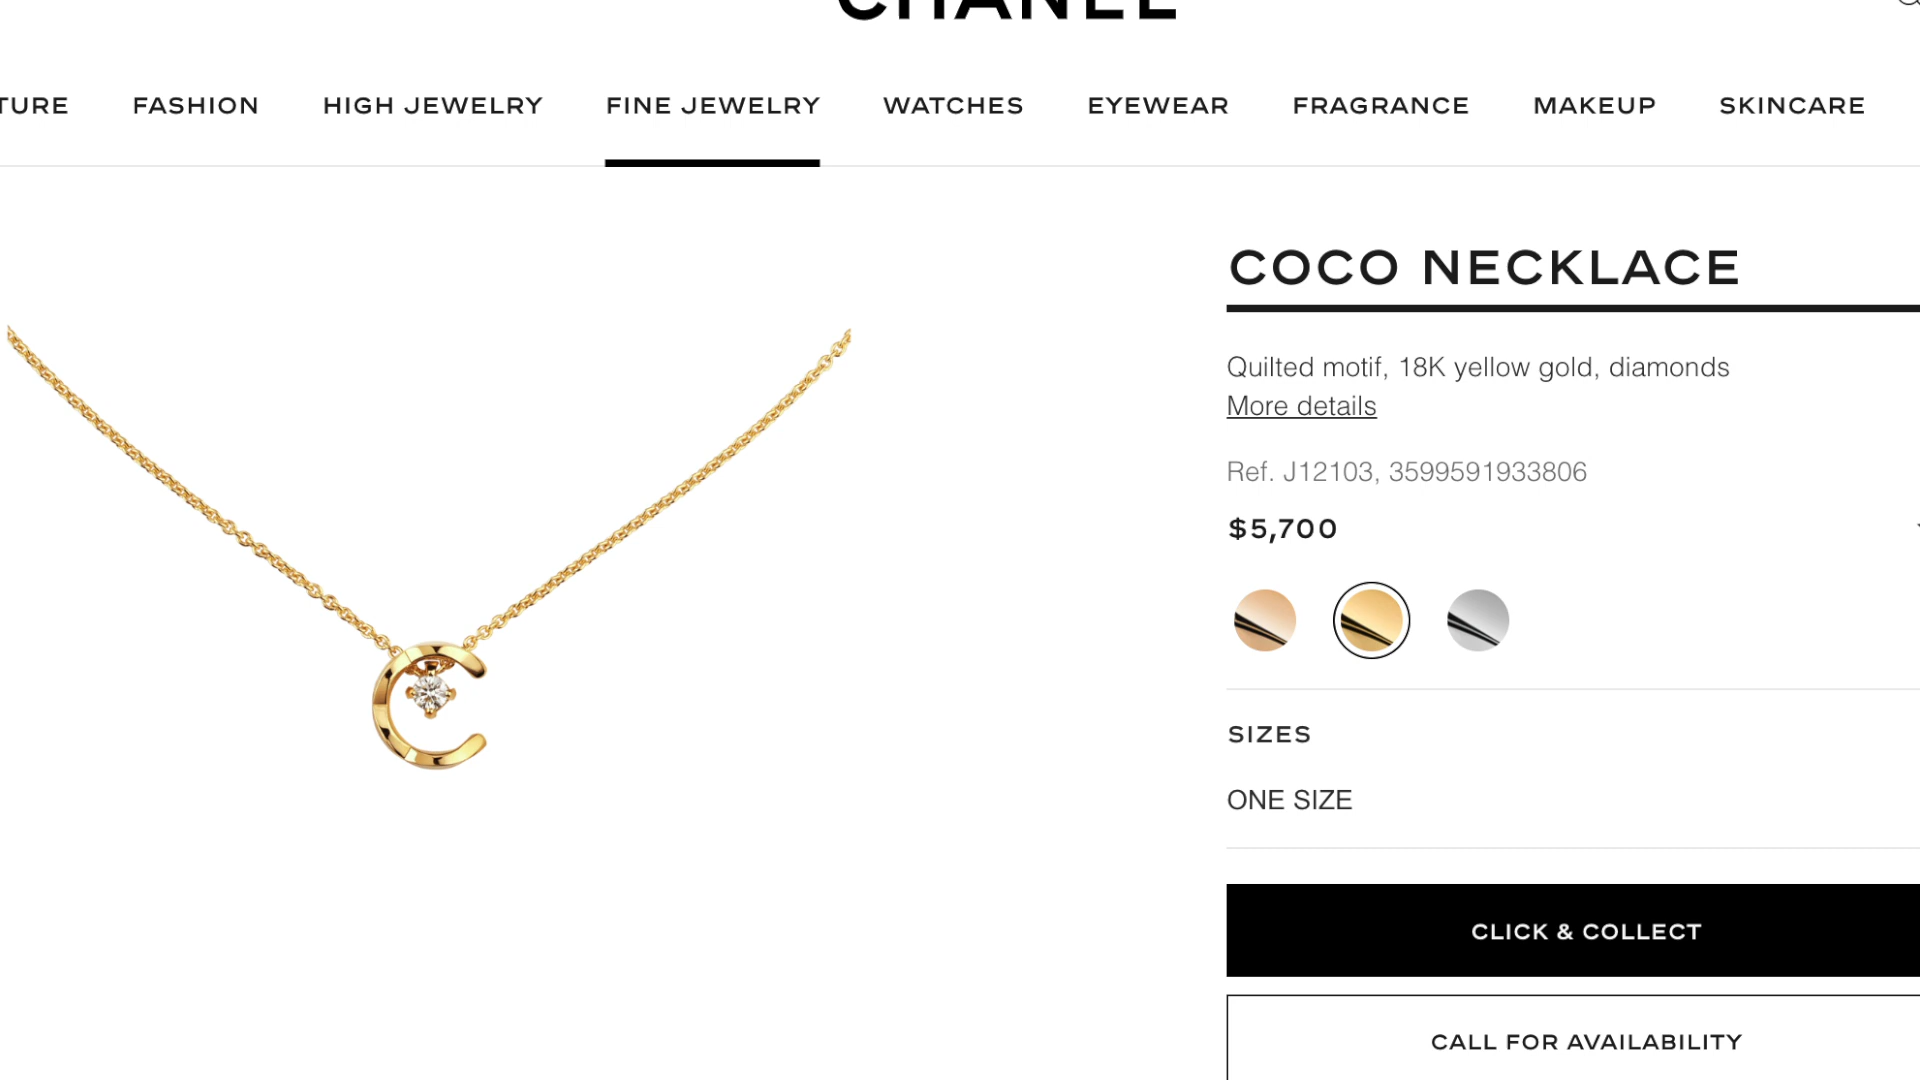 CHANEL
FASHION HIGH JEWELRY FINE JEWELRY WATCHES EYEWEAR FRAGRANCE MAKEUP SKINCARE
COCO NECKLACE
Quilted motif, 18K yellow gold, diamonds
More details
Ref. J12103, 3599591933806
$5,700
SIZES
ONE SIZE
CLICK & COLLECT
CALL FOR AVAILABILITY